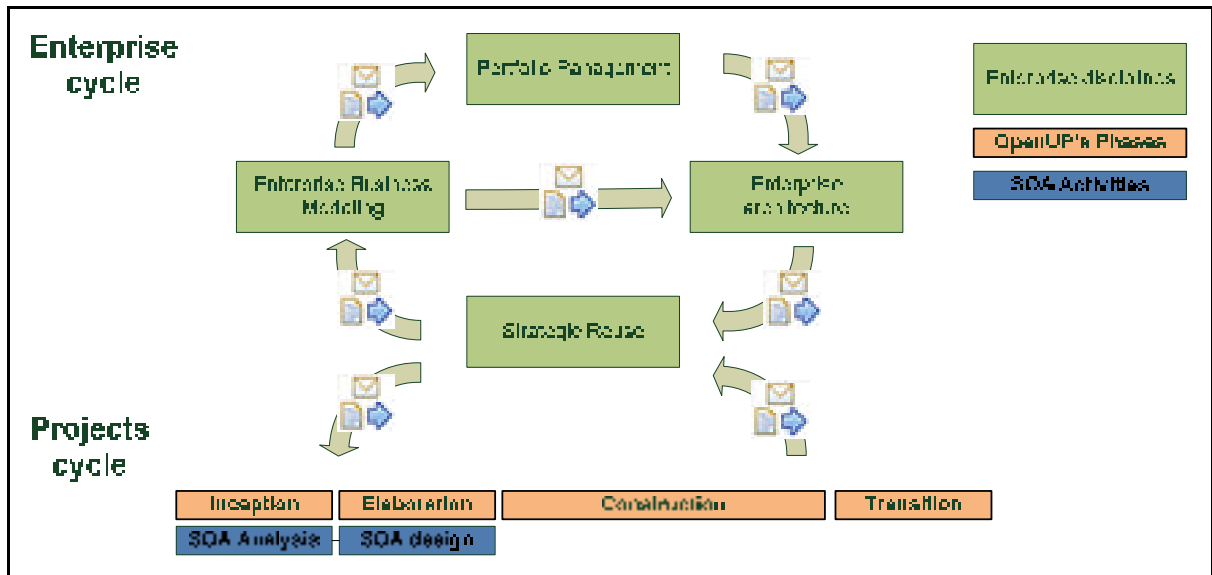 Enterprise
cycle
Portfolio Management
Enterprise disciplines
OpenUP's Phases
SOA Activities
Enterprise Business
Modeling
Enterprise
architecture
Strategic Reuse
Projects
cycle
Inception
Elaboration
Construction
Transition
SOA Analysis
SOA design